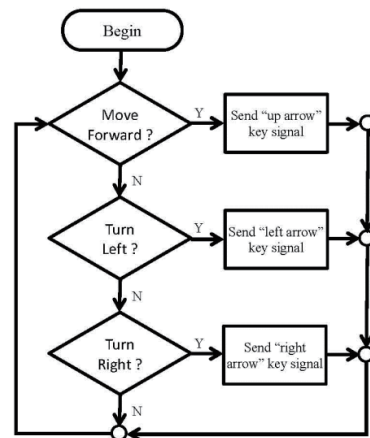 Begin
Move
Forward ?
Y
Send “up arrow”
key signal
N
Turn
Left ?
Y
Send “left arrow”
key signal
N
Turn
Right ?
Y
Send “right
arrow” key signal
N